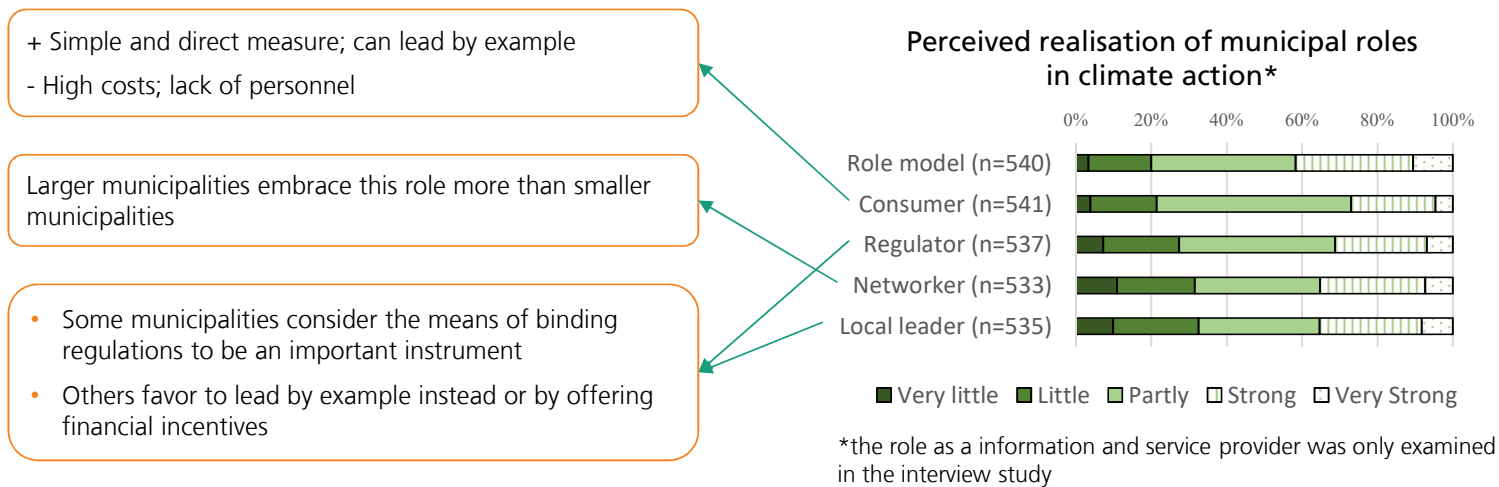 + Simple and direct measure; can lead by example
- High costs; lack of personnel
Larger municipalities embrace this role more than smaller
municipalities
• Some municipalities consider the means of binding
regulations to be an important instrument
• Others favor to lead by example instead or by offering
financial incentives
Perceived realisation of municipal roles
in climate action*
0% 20% 40% 60% 80% 100%
Role model (n=540)
Consumer (n=541)
Regulator (n=537)
Networker (n=533)
Local leader (n=535)
Very little Little Partly Strong Very Strong
*the role as a information and service provider was only examined
in the interview study